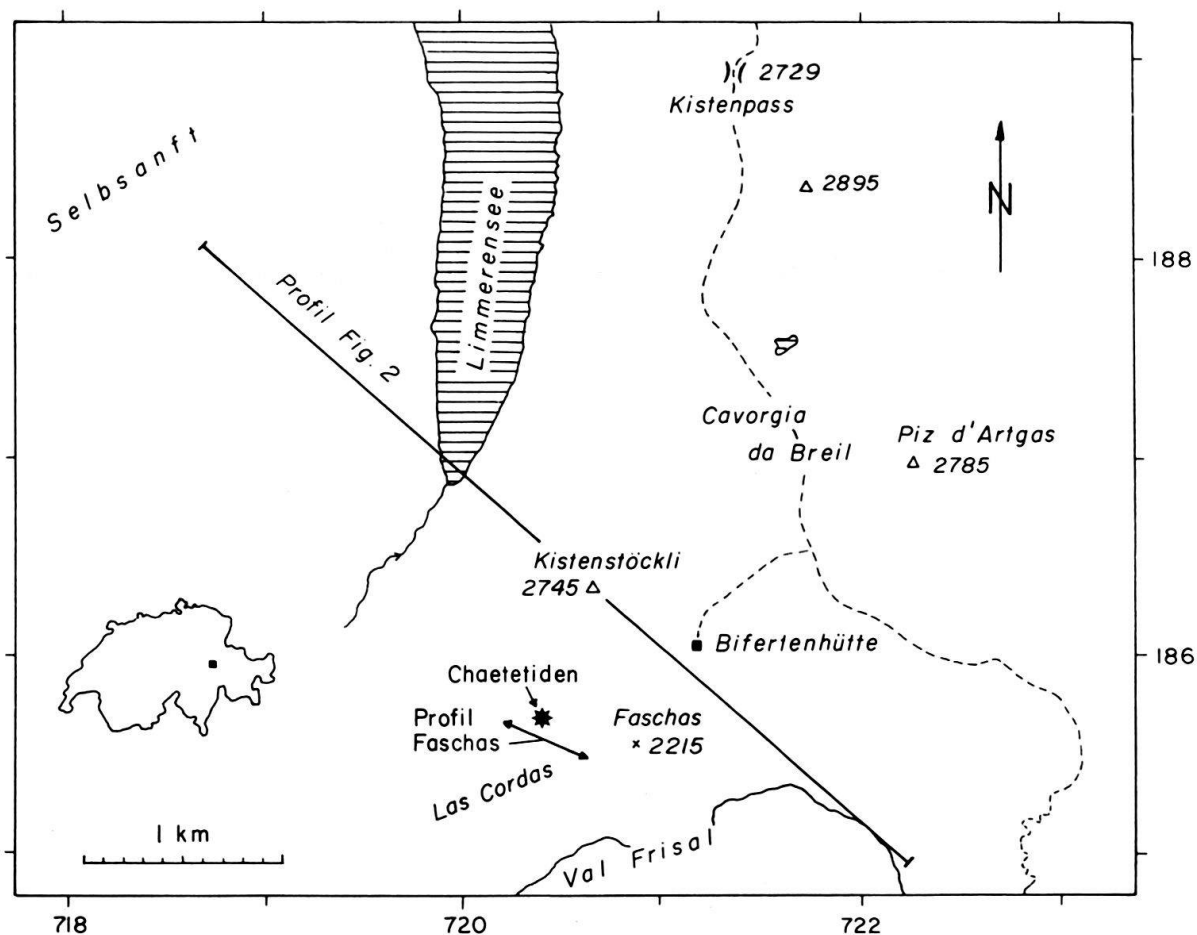 2729
Kistenpass
Selbsanft
2895
N
Limmerensee
188
Profil Fig. 2
Cavorgia
da Breil
Piz d'Artgas
2785
Kistenstöckli
2745
Bifertenhütte
186
Chaetetiden
Profil
Faschas
Faschas
2215
Las Cordas
1 km
Val Frisal
718
720
722